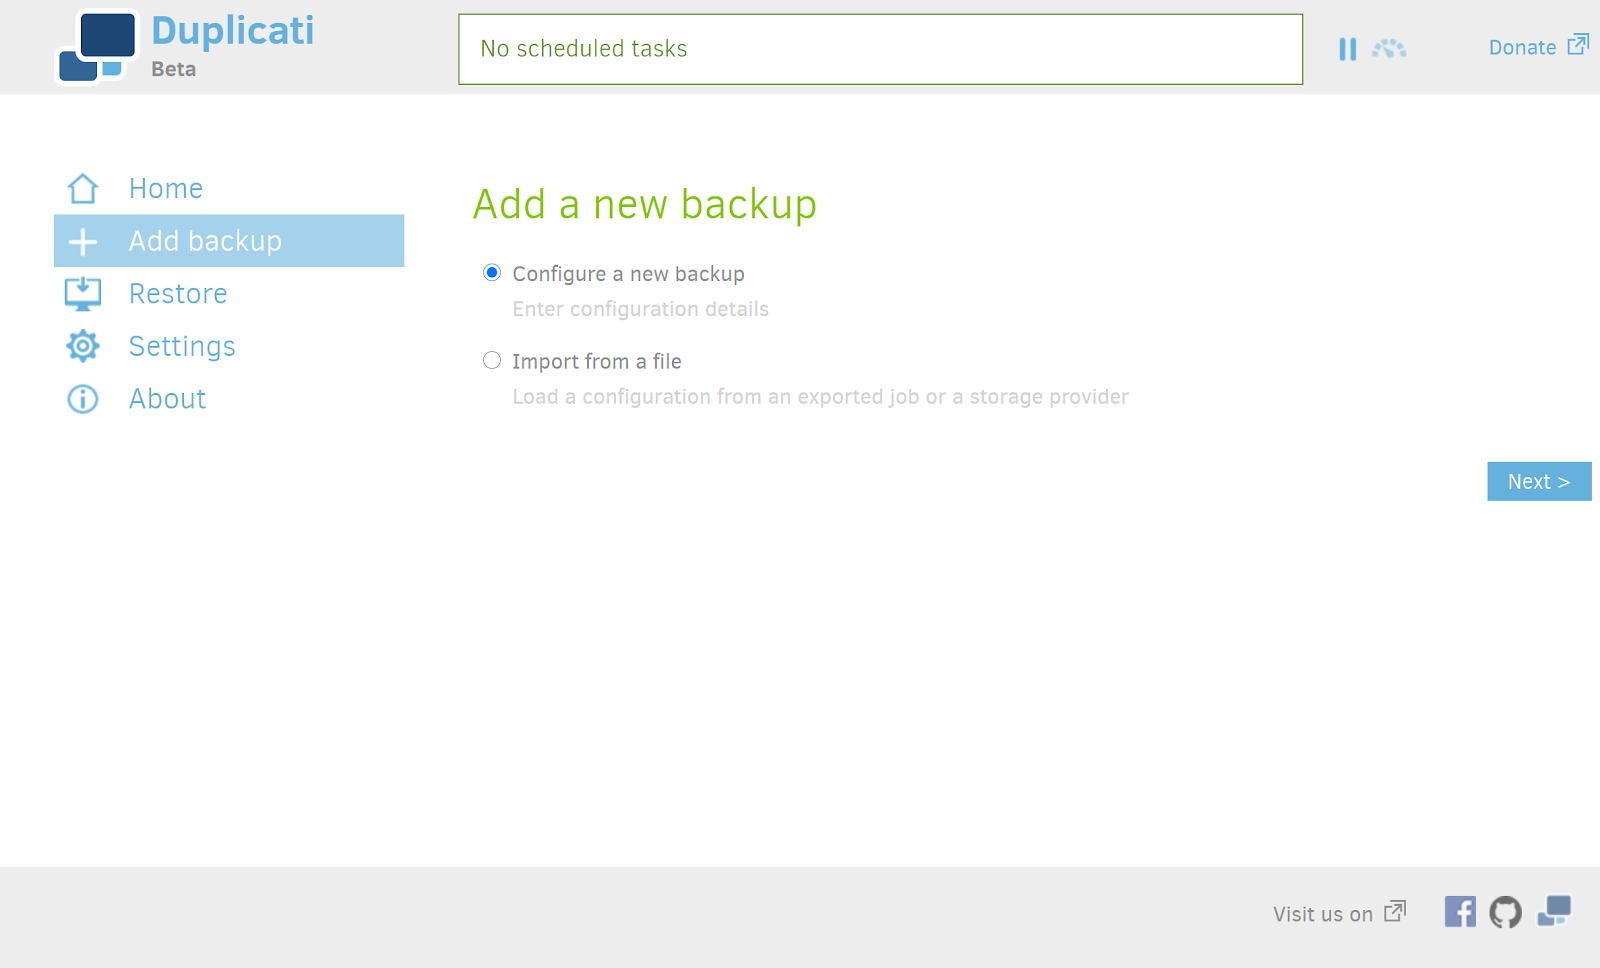 Duplicati
Beta
No scheduled tasks
Donate
Home
Add backup
Restore
Settings
About
Add a new backup
Configure a new backup
Enter configuration details
Import from a file
Load a configuration from an exported job or a storage provider
Next >
Visit us on